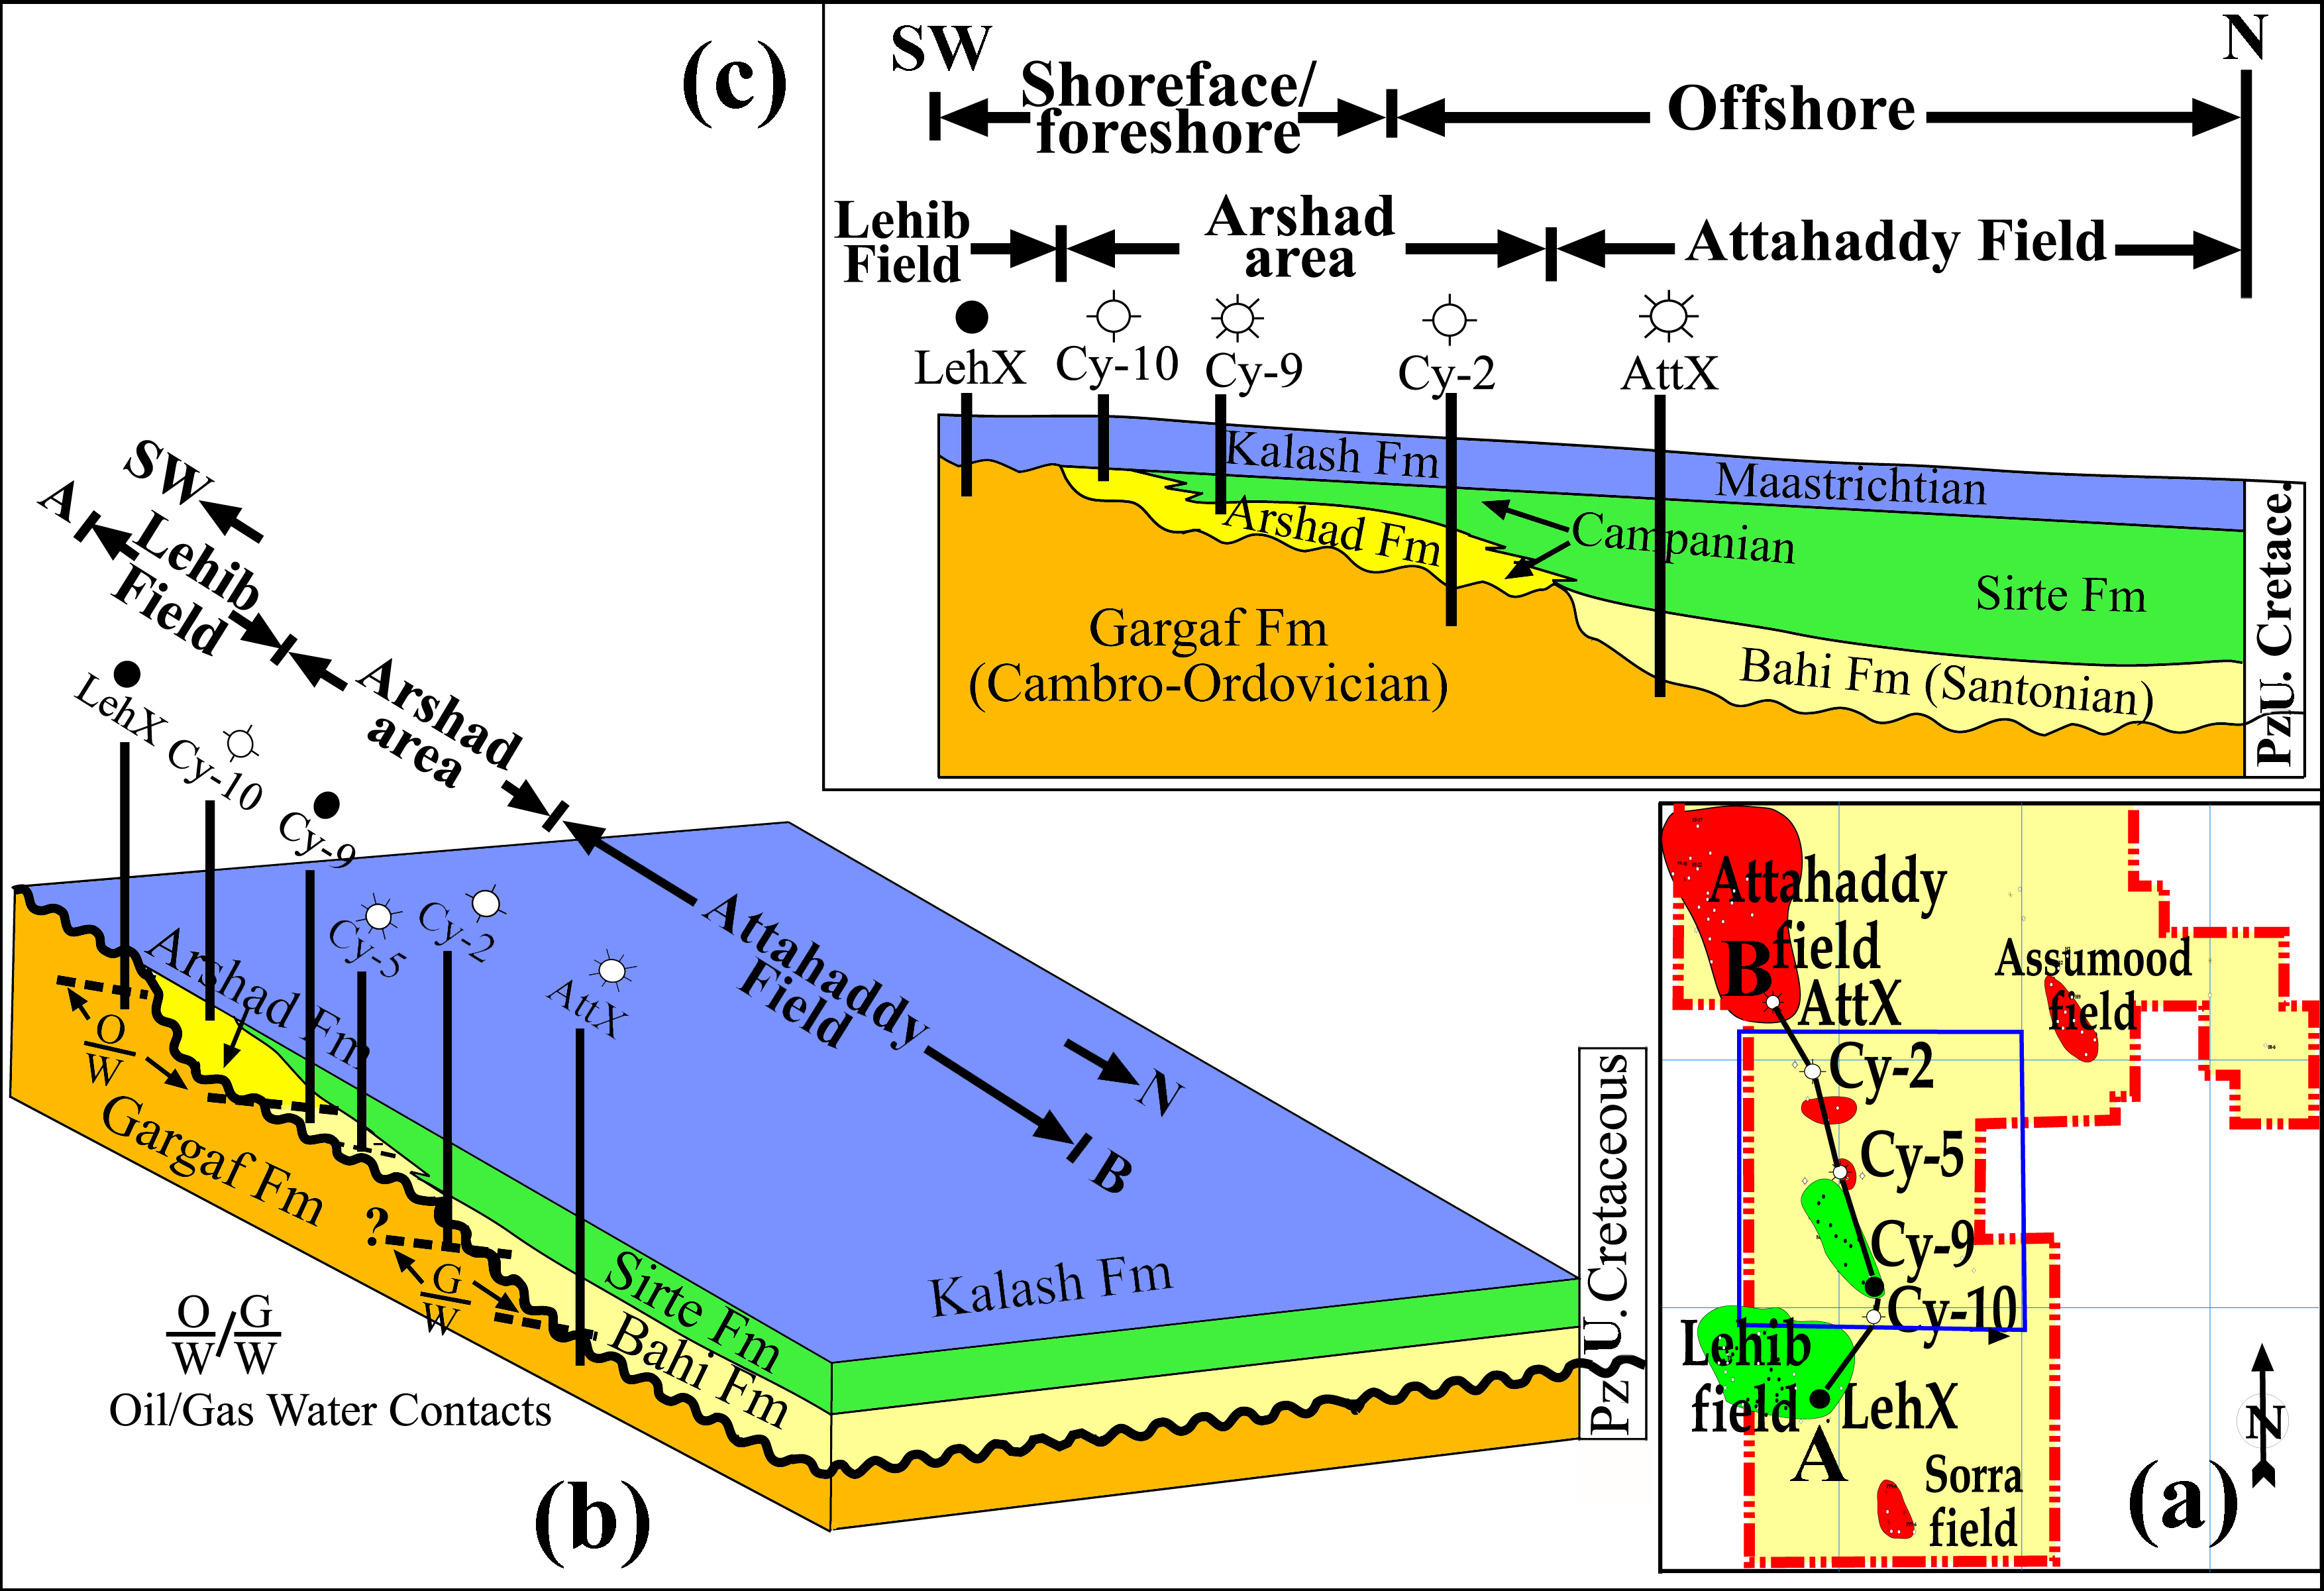 (c)
SW
N
Shoreface/
foreshore
Offshore
Lehib
Field
Arshad
area
Attahaddy Field
LehX
Cy-10
Cy-9
Cy-2
AttX
Kalash Fm
Maastrichtian
Arshad Fm
Campanian
Sirte Fm
Gargaf Fm
(Cambro-Ordovician)
Bahi Fm (Santonian)
Pz
U. Cretace.
SW
A
Lehib
Field
Arshad
area
Attahaddy
Field
N
B
LehX
Cy-10
Cy-9
Cy-5
Cy-2
AttX
Arshad Fm
O
W
Gargaf Fm
?
G
W
Sirte Fm
Bahi Fm
Kalash Fm
Pz
U.Cretaceous
O/G
W/W
Oil/Gas Water Contacts
(b)
Attahaddy
field
B
AttX
Assumood
field
Cy-2
Cy-5
Cy-9
Cy-10
Lehib
field
LehX
A
Sorra
field
N
(a)